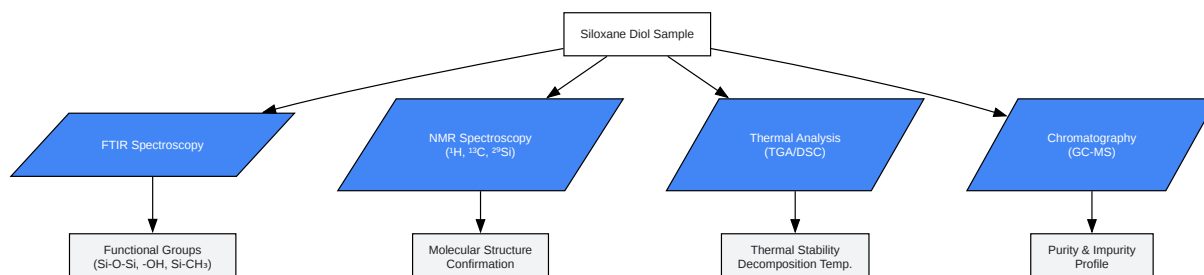 Siloxane Diol Sample
FTIR Spectroscopy
NMR Spectroscopy
(¹H, ¹³C, ²⁹Si)
Thermal Analysis
(TGA/DSC)
Chromatography
(GC-MS)
Functional Groups
(Si-O-Si, -OH, Si-CH₃)
Molecular Structure
Confirmation
Thermal Stability
Decomposition Temp.
Purity & Impurity
Profile